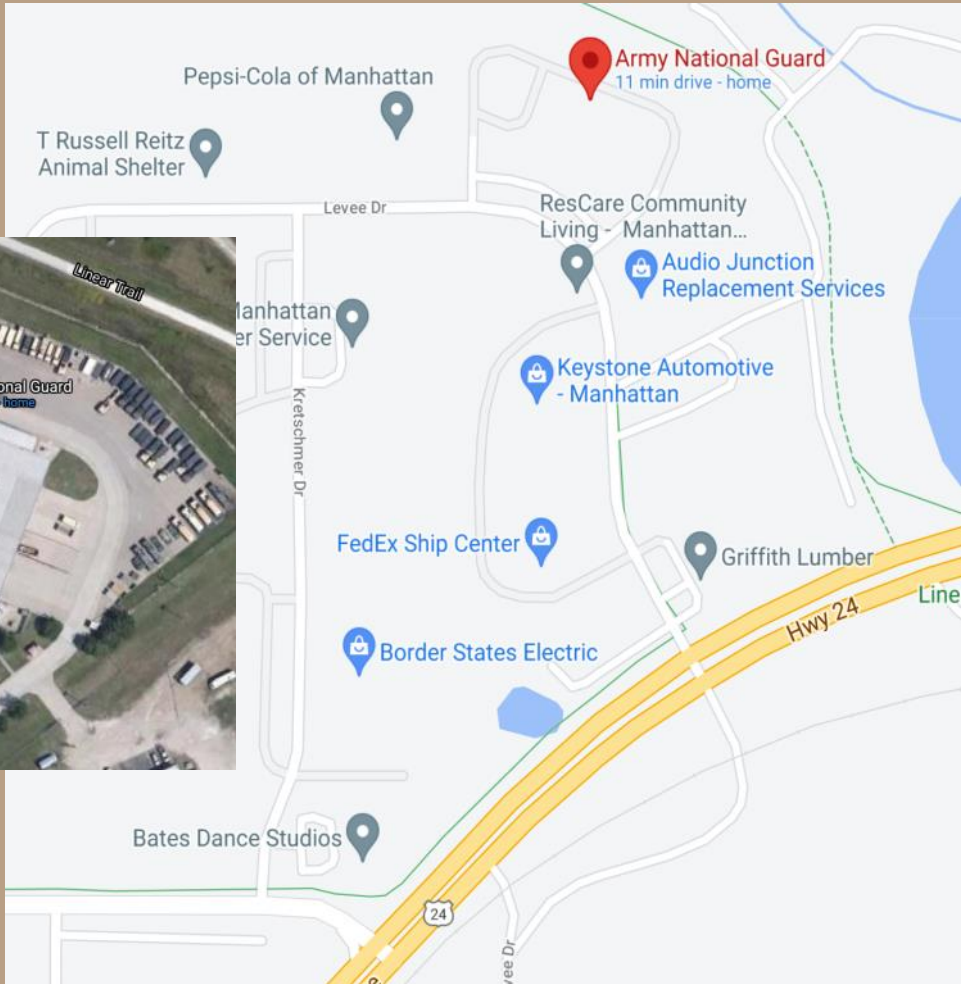 Pepsi-Cola of Manhattan
Army National Guard
11 min drive - home
T Russell Reitz
Animal Shelter
Levee Dr
ResCare Community
Living - Manhattan...
Audio Junction
Replacement Services
Linear Trail
Manhattan
er Service
onal Guard
home
Keystone Automotive
- Manhattan
Kretschmer Dr
FedEx Ship Center
Griffith Lumber
Line
Hwy 24
Border States Electric
Bates Dance Studios
24
vee Dr